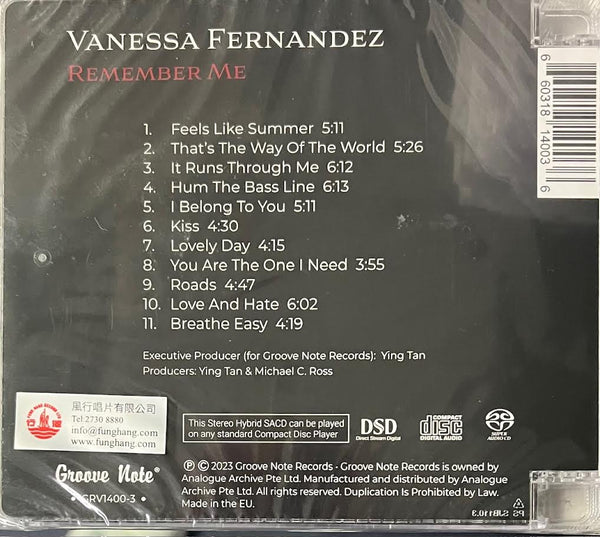 VANESSA FERNANDEZ
REMEMBER ME
1. Feels Like Summer 5:11
2. That's The Way Of The World 5:26
3. It Runs Through Me 6:12
4. Hum The Bass Line 6:13
5. I Belong To You 5:11
6. Kiss 4:30
7. Lovely Day 4:15
8. You Are The One I Need 3:55
9. Roads 4:47
10. Love And Hate 6:02
11. Breathe Easy 4:19
6 60318 14003 6
Executive Producer (for Groove Note Records): Ying Tan
Producers: Ying Tan & Michael C. Ross
風行唱片有限公司
Tel:2730 8880
info@funghang.com
www.funghang.com
This Stereo Hybrid SACD can be played
on any standard Compact Disc Player
DSD
Direct Stream Digital
COMPACT
disc
DIGITAL AUDIO
SUPER
AUDIO CD
Groove Note®
• GRV1400-3 •
℗ © 2023 Groove Note Records - Groove Note Records is owned by
Analogue Archive Pte Ltd. Manufactured and distributed by Analogue
Archive Pte Ltd. All rights reserved. Duplication Is Prohibited by Law.
Made in the EU.
PS SJB110.3